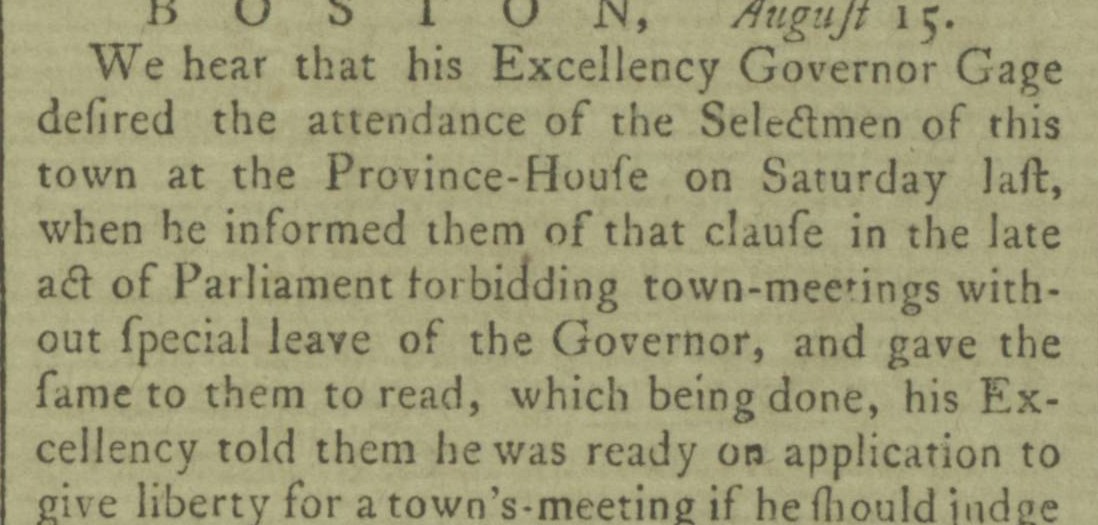 BOSTON, Auguſt 15.
We hear that his Excellency Governor Gage
deſired the attendance of the Selectmen of this
town at the Province-Houſe on Saturday laſt,
when he informed them of that clauſe in the late
act of Parliament forbidding town-meetings with-
out ſpecial leave of the Governor, and gave the
ſame to them to read, which being done, his Ex-
cellency told them he was ready on application to
give liberty for a town's-meeting if he ſhould judge